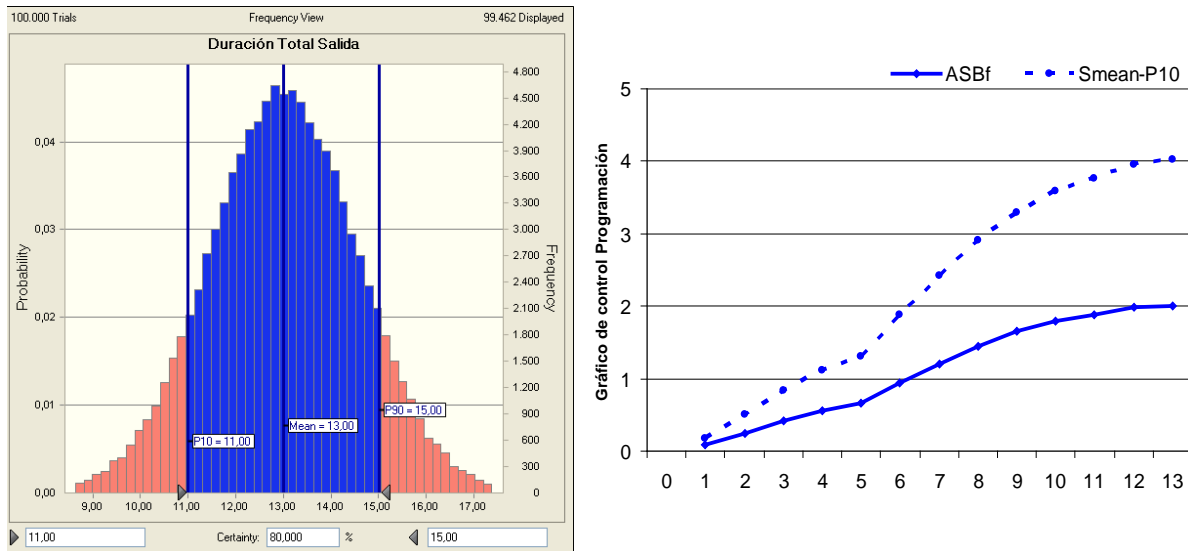 100.000 Trials Frequency View 99.462 Displayed
Duración Total Salida
Probability
0,04
0,03
0,02
0,01
0,00
4.800
4.500
4.200
3.900
3.600
3.300
3.000
2.700
2.400
2.100
1.800
1.500
1.200
900
600
300
0
Frequency
P10 = 11,00
Mean = 13,00
P90 = 15,00
9,00 10,00 11,00 12,00 13,00 14,00 15,00 16,00 17,00
11,00 Certainty: 80,000 % 15,00
ASBf Smean-P10
Gráfico de control Programación
5
4
3
2
1
0
0 1 2 3 4 5 6 7 8 9 10 11 12 13